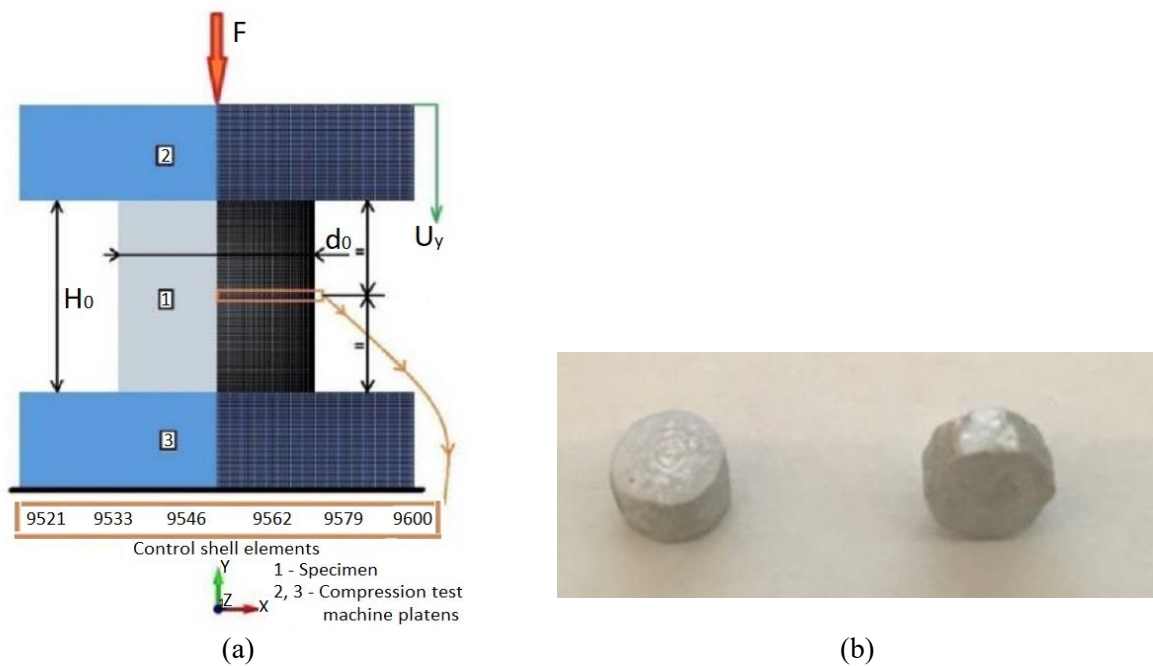 F
2
Uy
d0
=
H0
1
=
3
9521 9533 9546 9562 9579 9600
Control shell elements
Y
Z X
1 - Specimen
2, 3 - Compression test
machine platens
(a) (b)